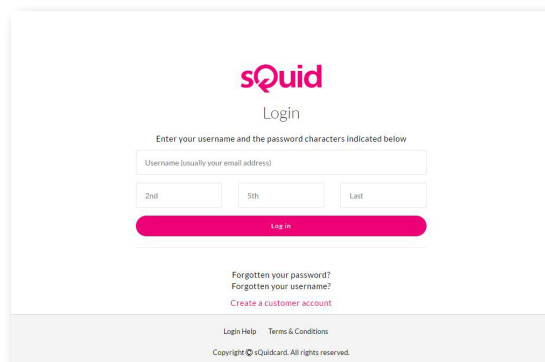 sQuid
Login
Enter your username and the password characters indicated below
Username (usually your email address)
2nd 5th Last
Log in
Forgotten your password?
Forgotten your username?
Create a customer account
Login Help Terms & Conditions
Copyright © sQuidcard. All rights reserved.